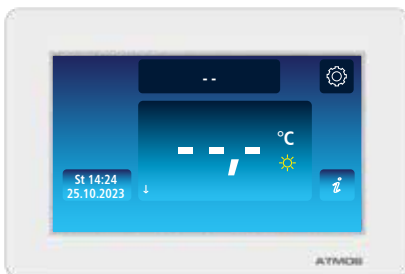 --
--,- °C
St 14:24
25.10.2023
↓
i
ATMOS